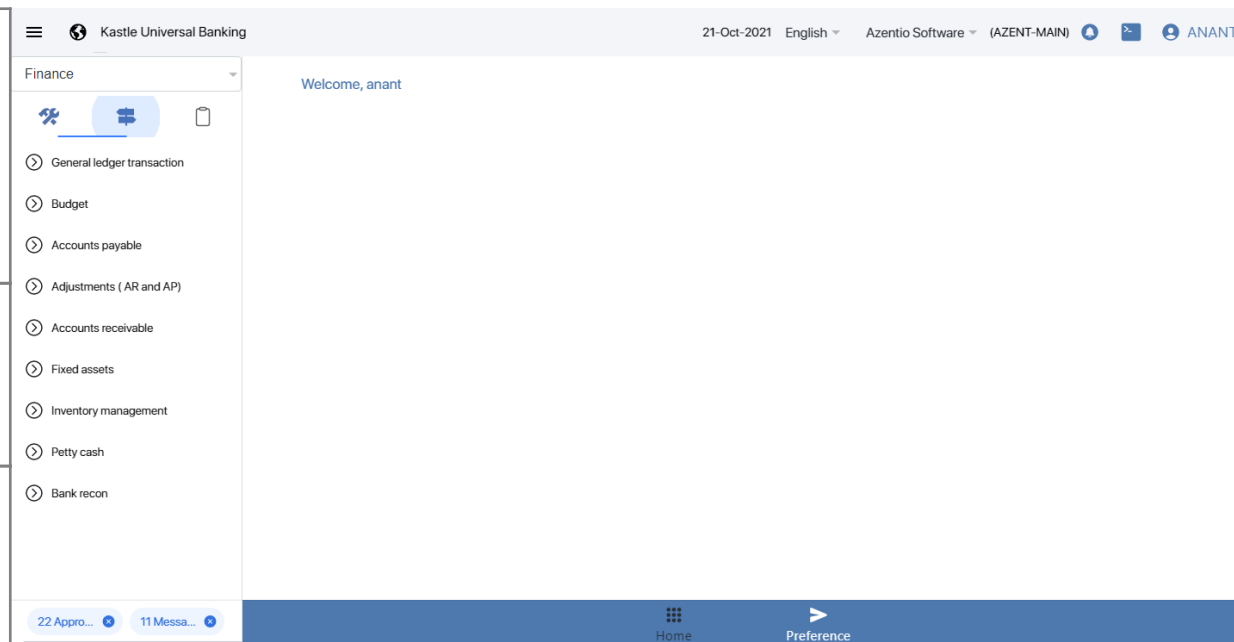 Kastle Universal Banking
21-Oct-2021 English Azentio Software (AZENT-MAIN) ANANT
Finance
Welcome, anant
General ledger transaction
Budget
Accounts payable
Adjustments ( AR and AP)
Accounts receivable
Fixed assets
Inventory management
Petty cash
Bank recon
22 Appro... 11 Messa...
Home Preference